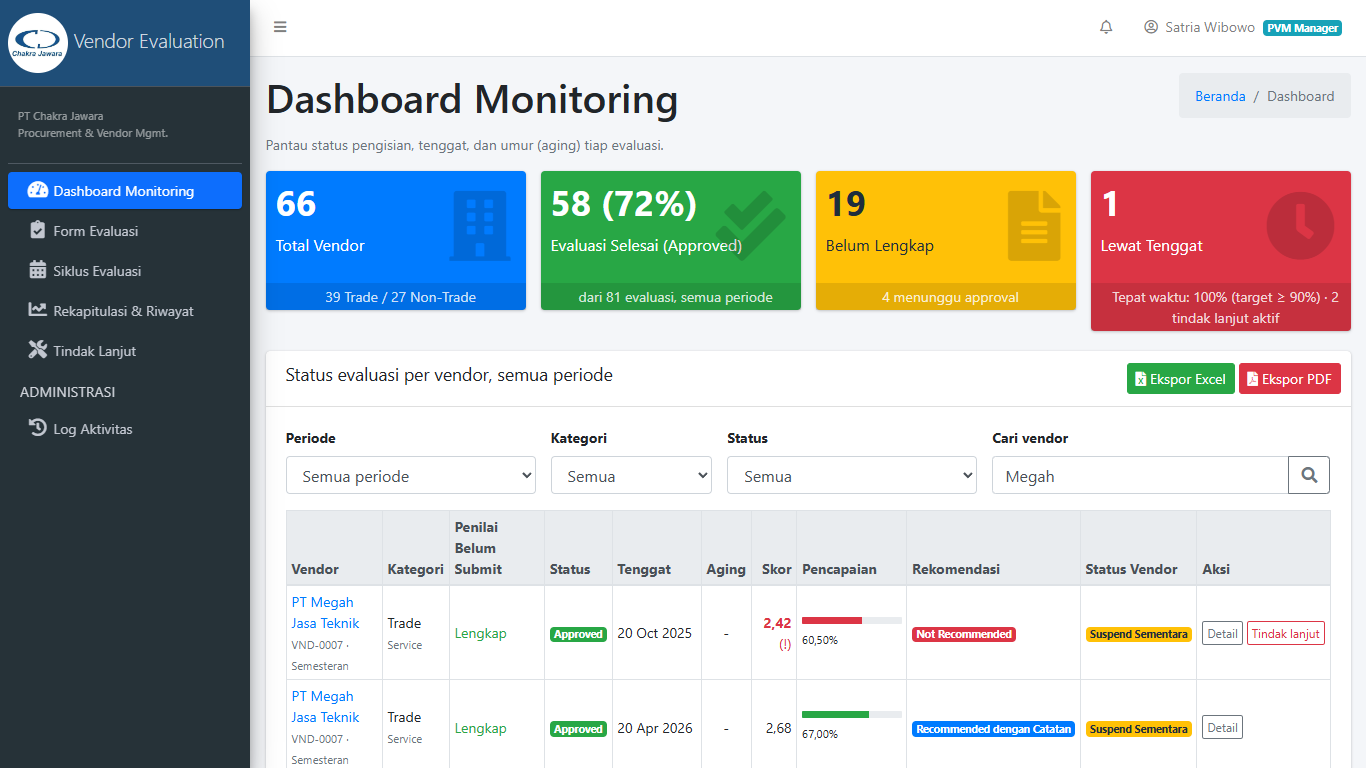 Chakra Jawara
Vendor Evaluation
Satria Wibowo
PVM Manager
PT Chakra Jawara
Procurement & Vendor Mgmt.
Dashboard Monitoring
Form Evaluasi
Siklus Evaluasi
Rekapitulasi & Riwayat
Tindak Lanjut
ADMINISTRASI
Log Aktivitas
Dashboard Monitoring
Beranda / Dashboard
Pantau status pengisian, tenggat, dan umur (aging) tiap evaluasi.
66
Total Vendor
39 Trade / 27 Non-Trade
58 (72%)
Evaluasi Selesai (Approved)
dari 81 evaluasi, semua periode
19
Belum Lengkap
4 menunggu approval
1
Lewat Tenggat
Tepat waktu: 100% (target ≥ 90%) · 2
tindak lanjut aktif
Status evaluasi per vendor, semua periode
Ekspor Excel
Ekspor PDF
Periode
Kategori
Status
Cari vendor
Semua periode
Semua
Semua
Megah
Vendor
Kategori
Penilai
Belum
Submit
Status
Tenggat
Aging
Skor
Pencapaian
Rekomendasi
Status Vendor
Aksi
PT Megah
Jasa Teknik
VND-0007 ·
Semesteran
Trade
Service
Lengkap
Approved
20 Oct 2025
-
2,42
(!)
60,50%
Not Recommended
Suspend Sementara
Detail
Tindak lanjut
PT Megah
Jasa Teknik
VND-0007 ·
Semesteran
Trade
Service
Lengkap
Approved
20 Apr 2026
-
2,68
67,00%
Recommended dengan Catatan
Suspend Sementara
Detail